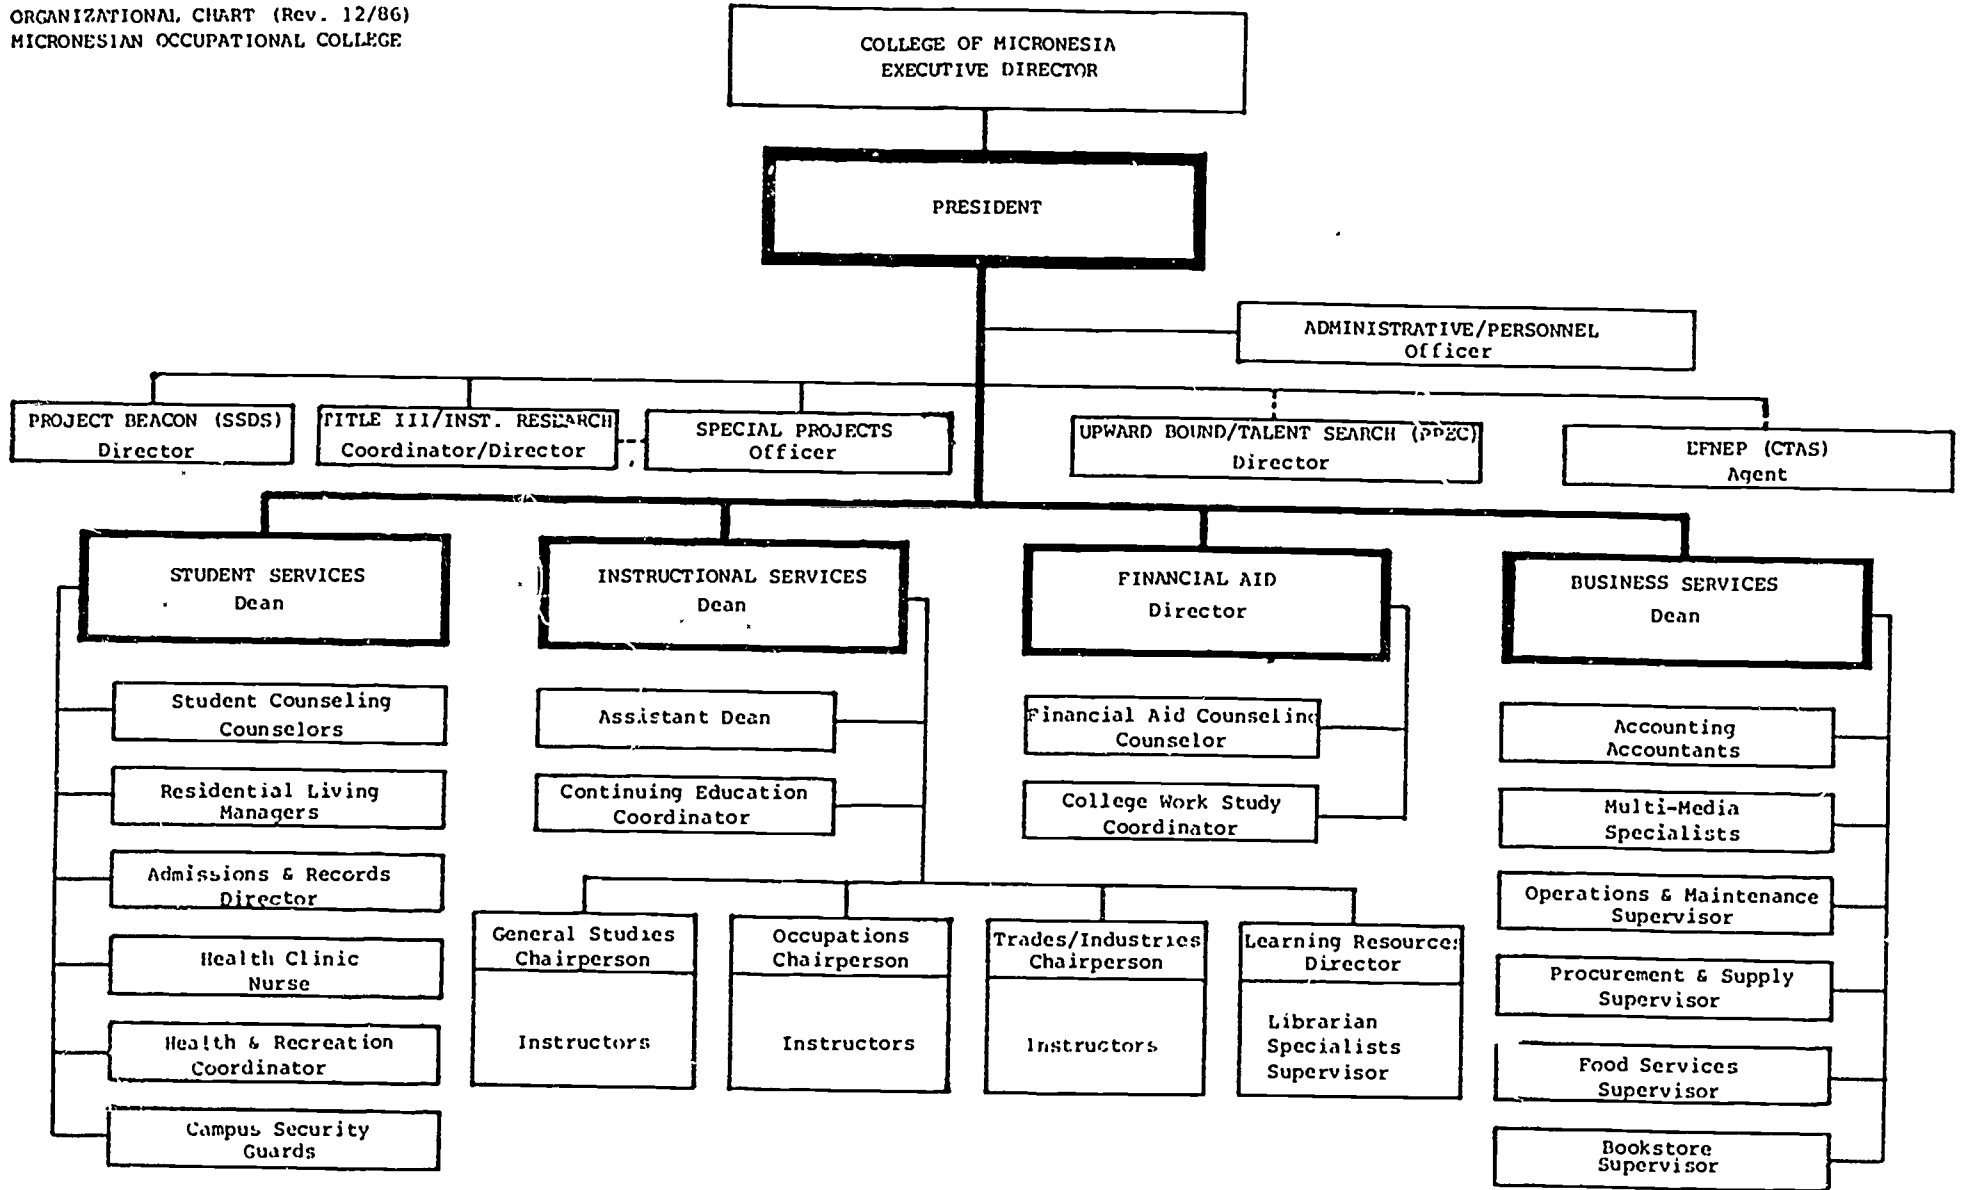 ORGANIZATIONAL CHART (Rev. 12/86)
MICRONESIAN OCCUPATIONAL COLLEGE
COLLEGE OF MICRONESIA
EXECUTIVE DIRECTOR
PRESIDENT
ADMINISTRATIVE/PERSONNEL
Officer
PROJECT BEACON (SSDS)
Director
TITLE III/INST. RESEARCH
Coordinator/Director
SPECIAL PROJECTS
Officer
UPWARD BOUND/TALENT SEARCH
Director
EFNEP (CTAS)
Agent
STUDENT SERVICES
Dean
INSTRUCTIONAL SERVICES
Dean
FINANCIAL AID
Director
BUSINESS SERVICES
Dean
Student Counseling
Counselors
Residential Living
Managers
Admissions & Records
Director
Health Clinic
Nurse
Health & Recreation
Coordinator
Campus Security
Guards
Assistant Dean
Continuing Education
Coordinator
General Studies
Chairperson
Instructors
Occupations
Chairperson
Instructors
Trades/Industries
Chairperson
Instructors
Learning Resources
Director
Librarian
Specialists
Supervisor
Financial Aid Counseling
Counselor
College Work Study
Coordinator
Accounting
Accountants
Multi-Media
Specialists
Operations & Maintenance
Supervisor
Procurement & Supply
Supervisor
Food Services
Supervisor
Bookstore
Supervisor